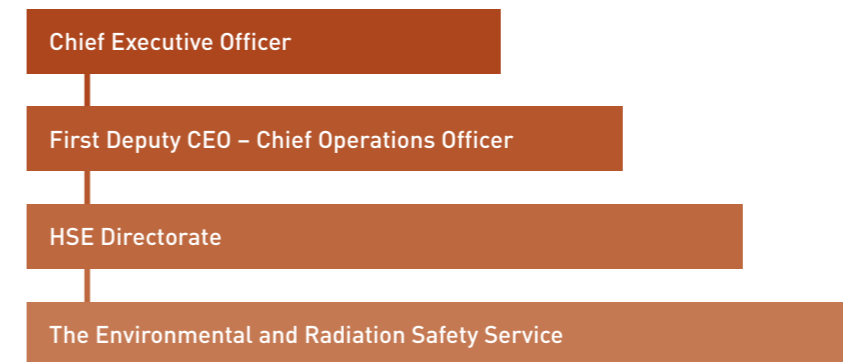 Chief Executive Officer
First Deputy CEO – Chief Operations Officer
HSE Directorate
The Environmental and Radiation Safety Service